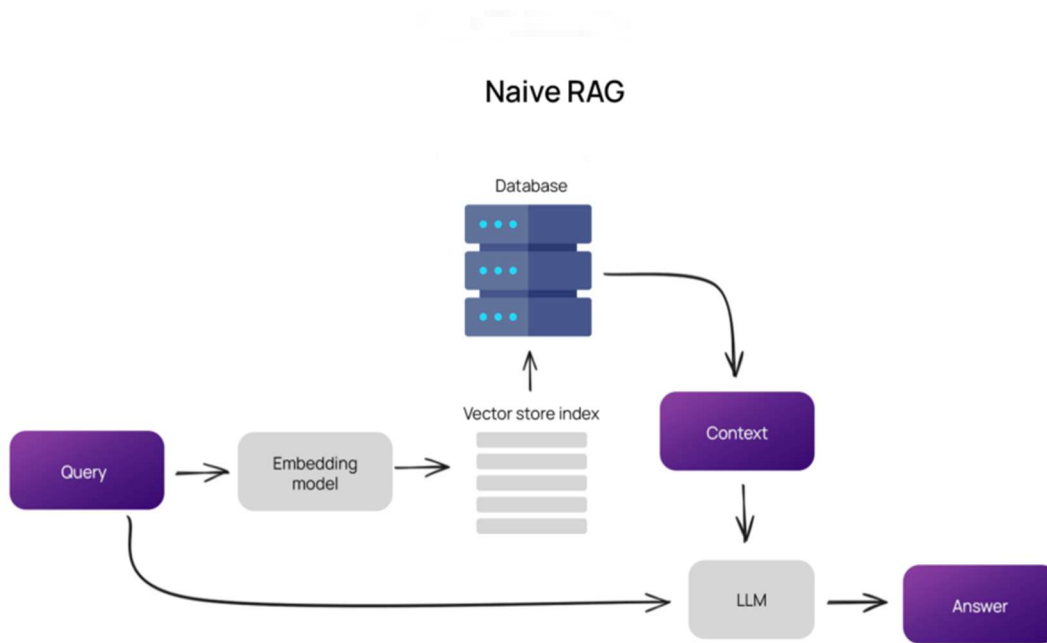 Naive RAG
Database
Vector store index
Context
Query
Embedding
model
LLM
Answer